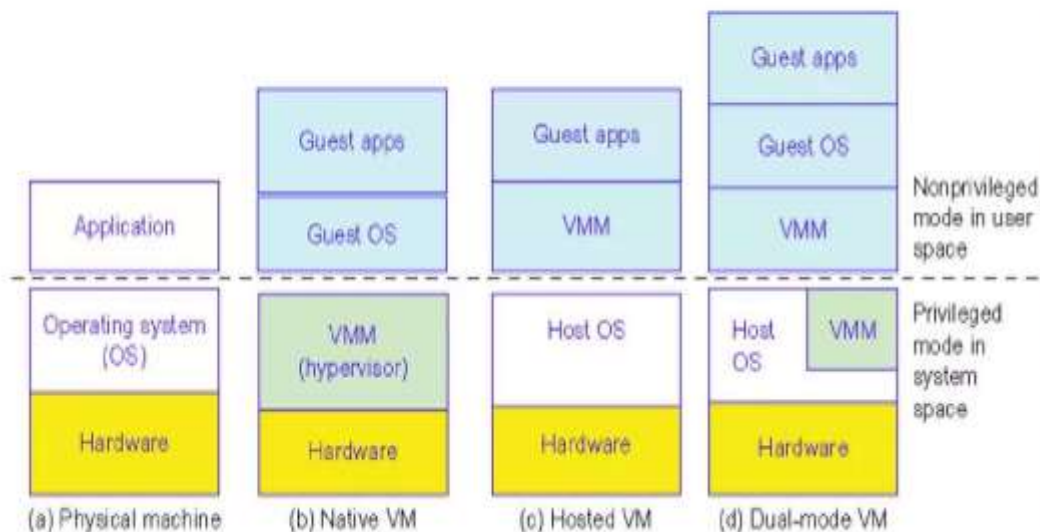 Application
Operating system
(OS)
Hardware
(a) Physical machine
Guest apps
Guest OS
VMM
(hypervisor)
Hardware
(b) Native VM
Guest apps
VMM
Host OS
Hardware
(c) Hosted VM
Guest apps
Guest OS
VMM
Host
OS
VMM
Hardware
(d) Dual-mode VM
Nonprivileged
mode in user
space
Privileged
mode in
system
space